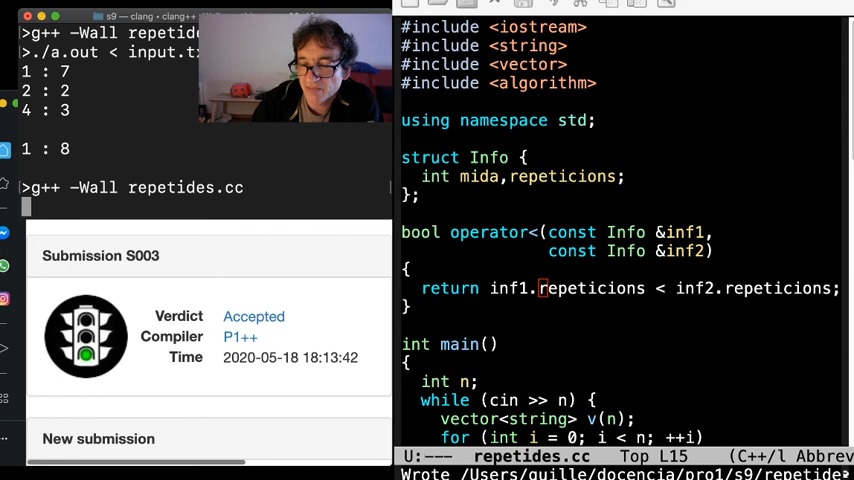 s9 — clang ◂ clang++
>g++ -Wall repetide
>./a.out < input.tx
1 : 7
2 : 2
4 : 3
1 : 8
>g++ -Wall repetides.cc
Submission S003
Verdict Accepted
Compiler P1++
Time 2020-05-18 18:13:42
New submission
#include <iostream>
#include <string>
#include <vector>
#include <algorithm>
using namespace std;
struct Info {
int mida,repeticions;
};
bool operator<(const Info &inf1,
const Info &inf2)
{
return inf1.repeticions < inf2.repeticions;
}
int main()
{
int n;
while (cin >> n) {
vector<string> v(n);
for (int i = 0; i < n; ++i)
U:--- repetides.cc Top L15 (C++/l Abbrev
Wrote /Users/guille/docencia/pro1/s9/repetide